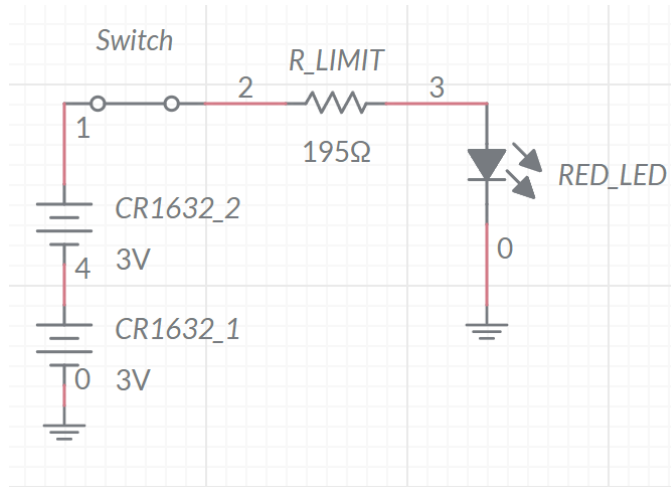 Switch
R_LIMIT
2
3
1
195Ω
RED_LED
CR1632_2
3V
0
4
CR1632_1
3V
0